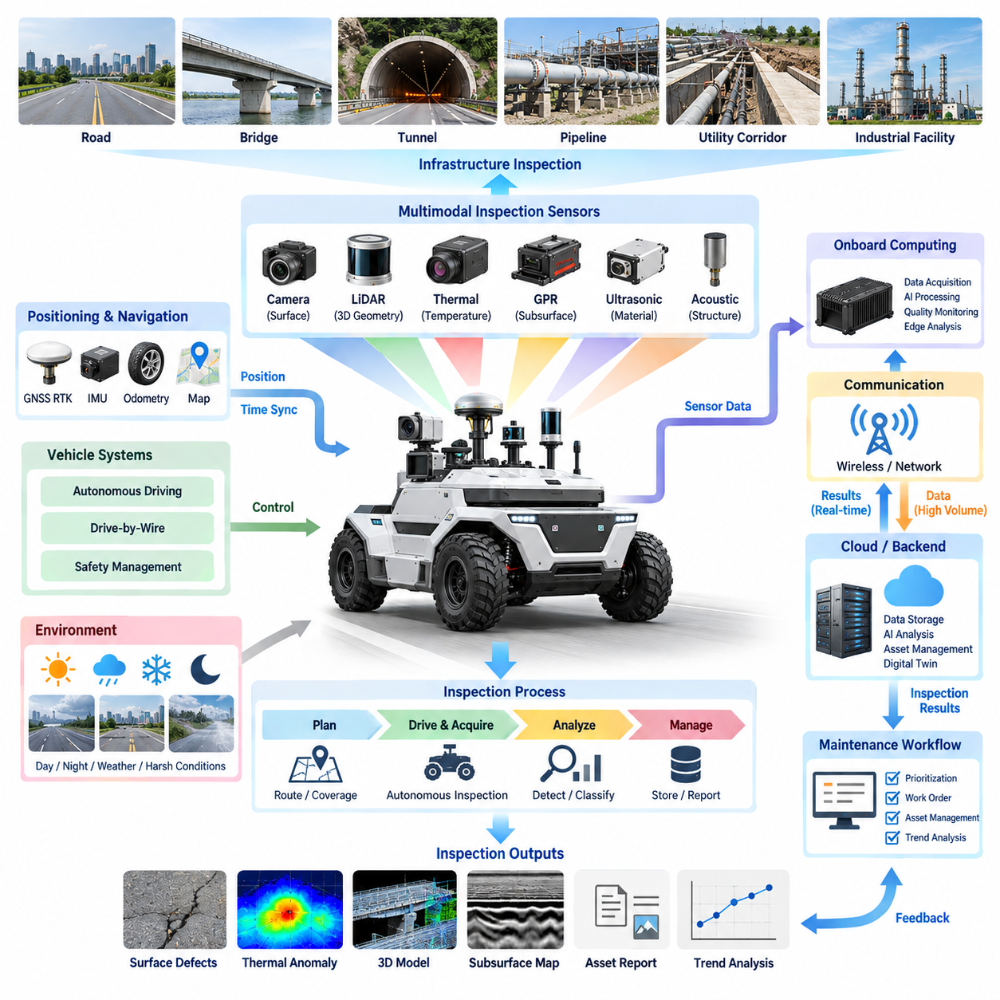 Road
Bridge
Tunnel
Pipeline
Utility Corridor
Industrial Facility
Infrastructure Inspection
Multimodal Inspection Sensors
Camera
(Surface)
LiDAR
(3D Geometry)
Thermal
(Temperature)
GPR
(Subsurface)
Ultrasonic
(Material)
Acoustic
(Structure)
Positioning & Navigation
GNSS RTK
IMU
Odometry
Map
Position
Time Sync
Vehicle Systems
Autonomous Driving
Drive-by-Wire
Safety Management
Control
Environment
Day / Night / Weather / Harsh Conditions
Sensor Data
Onboard Computing
Data Acquisition
AI Processing
Quality Monitoring
Edge Analysis
Communication
Wireless / Network
Results
(Real-time)
Data
(High Volume)
Cloud / Backend
Data Storage
AI Analysis
Asset Management
Digital Twin
Inspection
Results
Maintenance Workflow
Prioritization
Work Order
Asset Management
Trend Analysis
Feedback
Inspection Process
Plan
Drive & Acquire
Analyze
Manage
Route / Coverage
Autonomous Inspection
Detect / Classify
Store / Report
Inspection Outputs
Surface Defects
Thermal Anomaly
3D Model
Subsurface Map
Asset Report
Trend Analysis